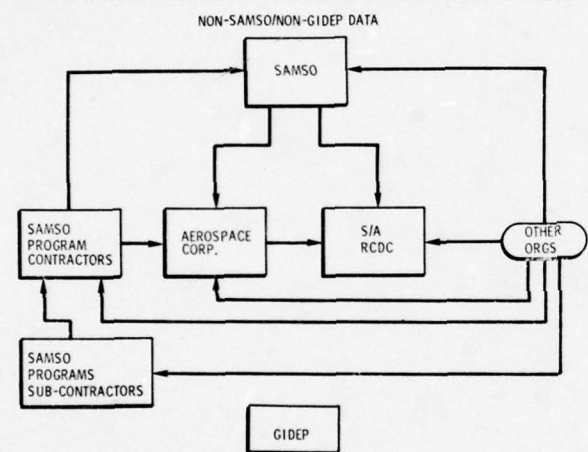 NON-SAMSO/NON-GIDEP DATA
SAMSO
SAMSO
PROGRAM
CONTRACTORS
AEROSPACE
CORP.
S/A
RCDC
OTHER
ORGS
SAMSO
PROGRAMS
SUB-CONTRACTORS
GIDEP